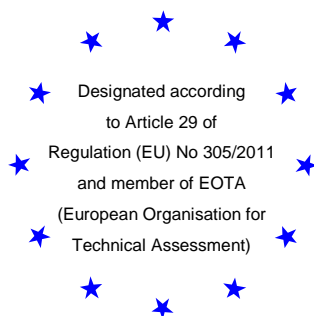 Designated according
to Article 29 of
Regulation (EU) No 305/2011
and member of EOTA
(European Organisation for
Technical Assessment)